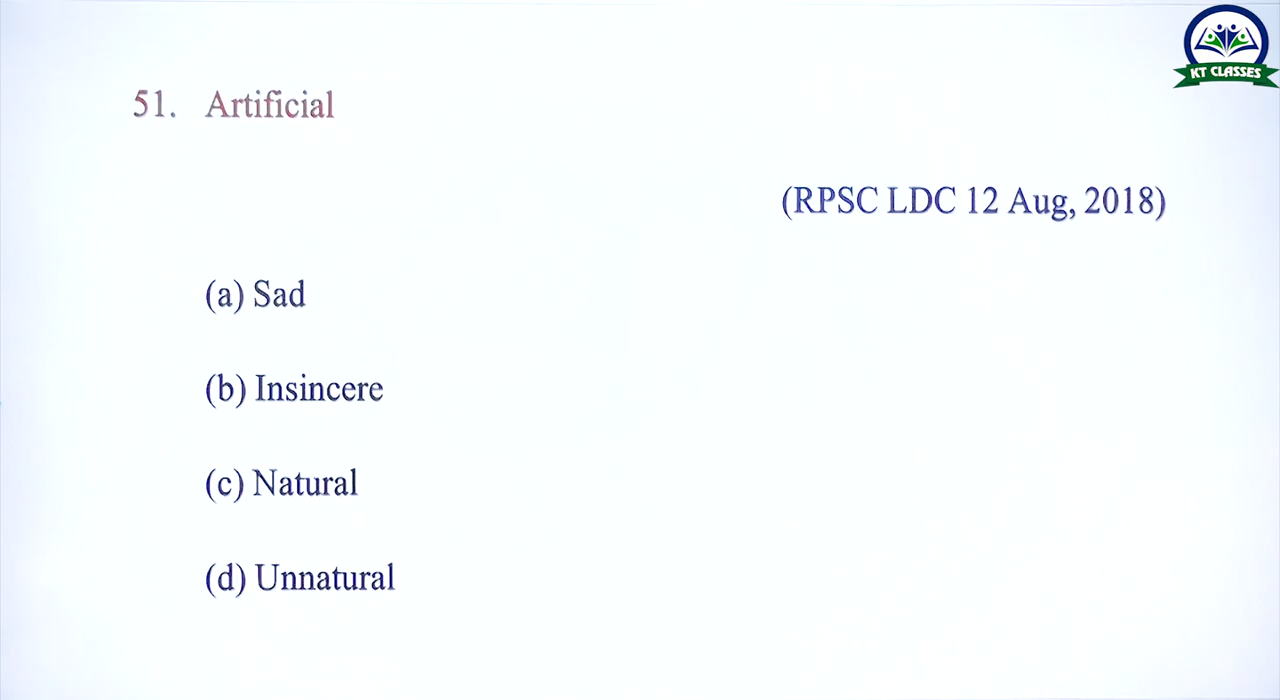 KT CLASSES
51. Artificial
(RPSC LDC 12 Aug, 2018)
(a) Sad
(b) Insincere
(c) Natural
(d) Unnatural